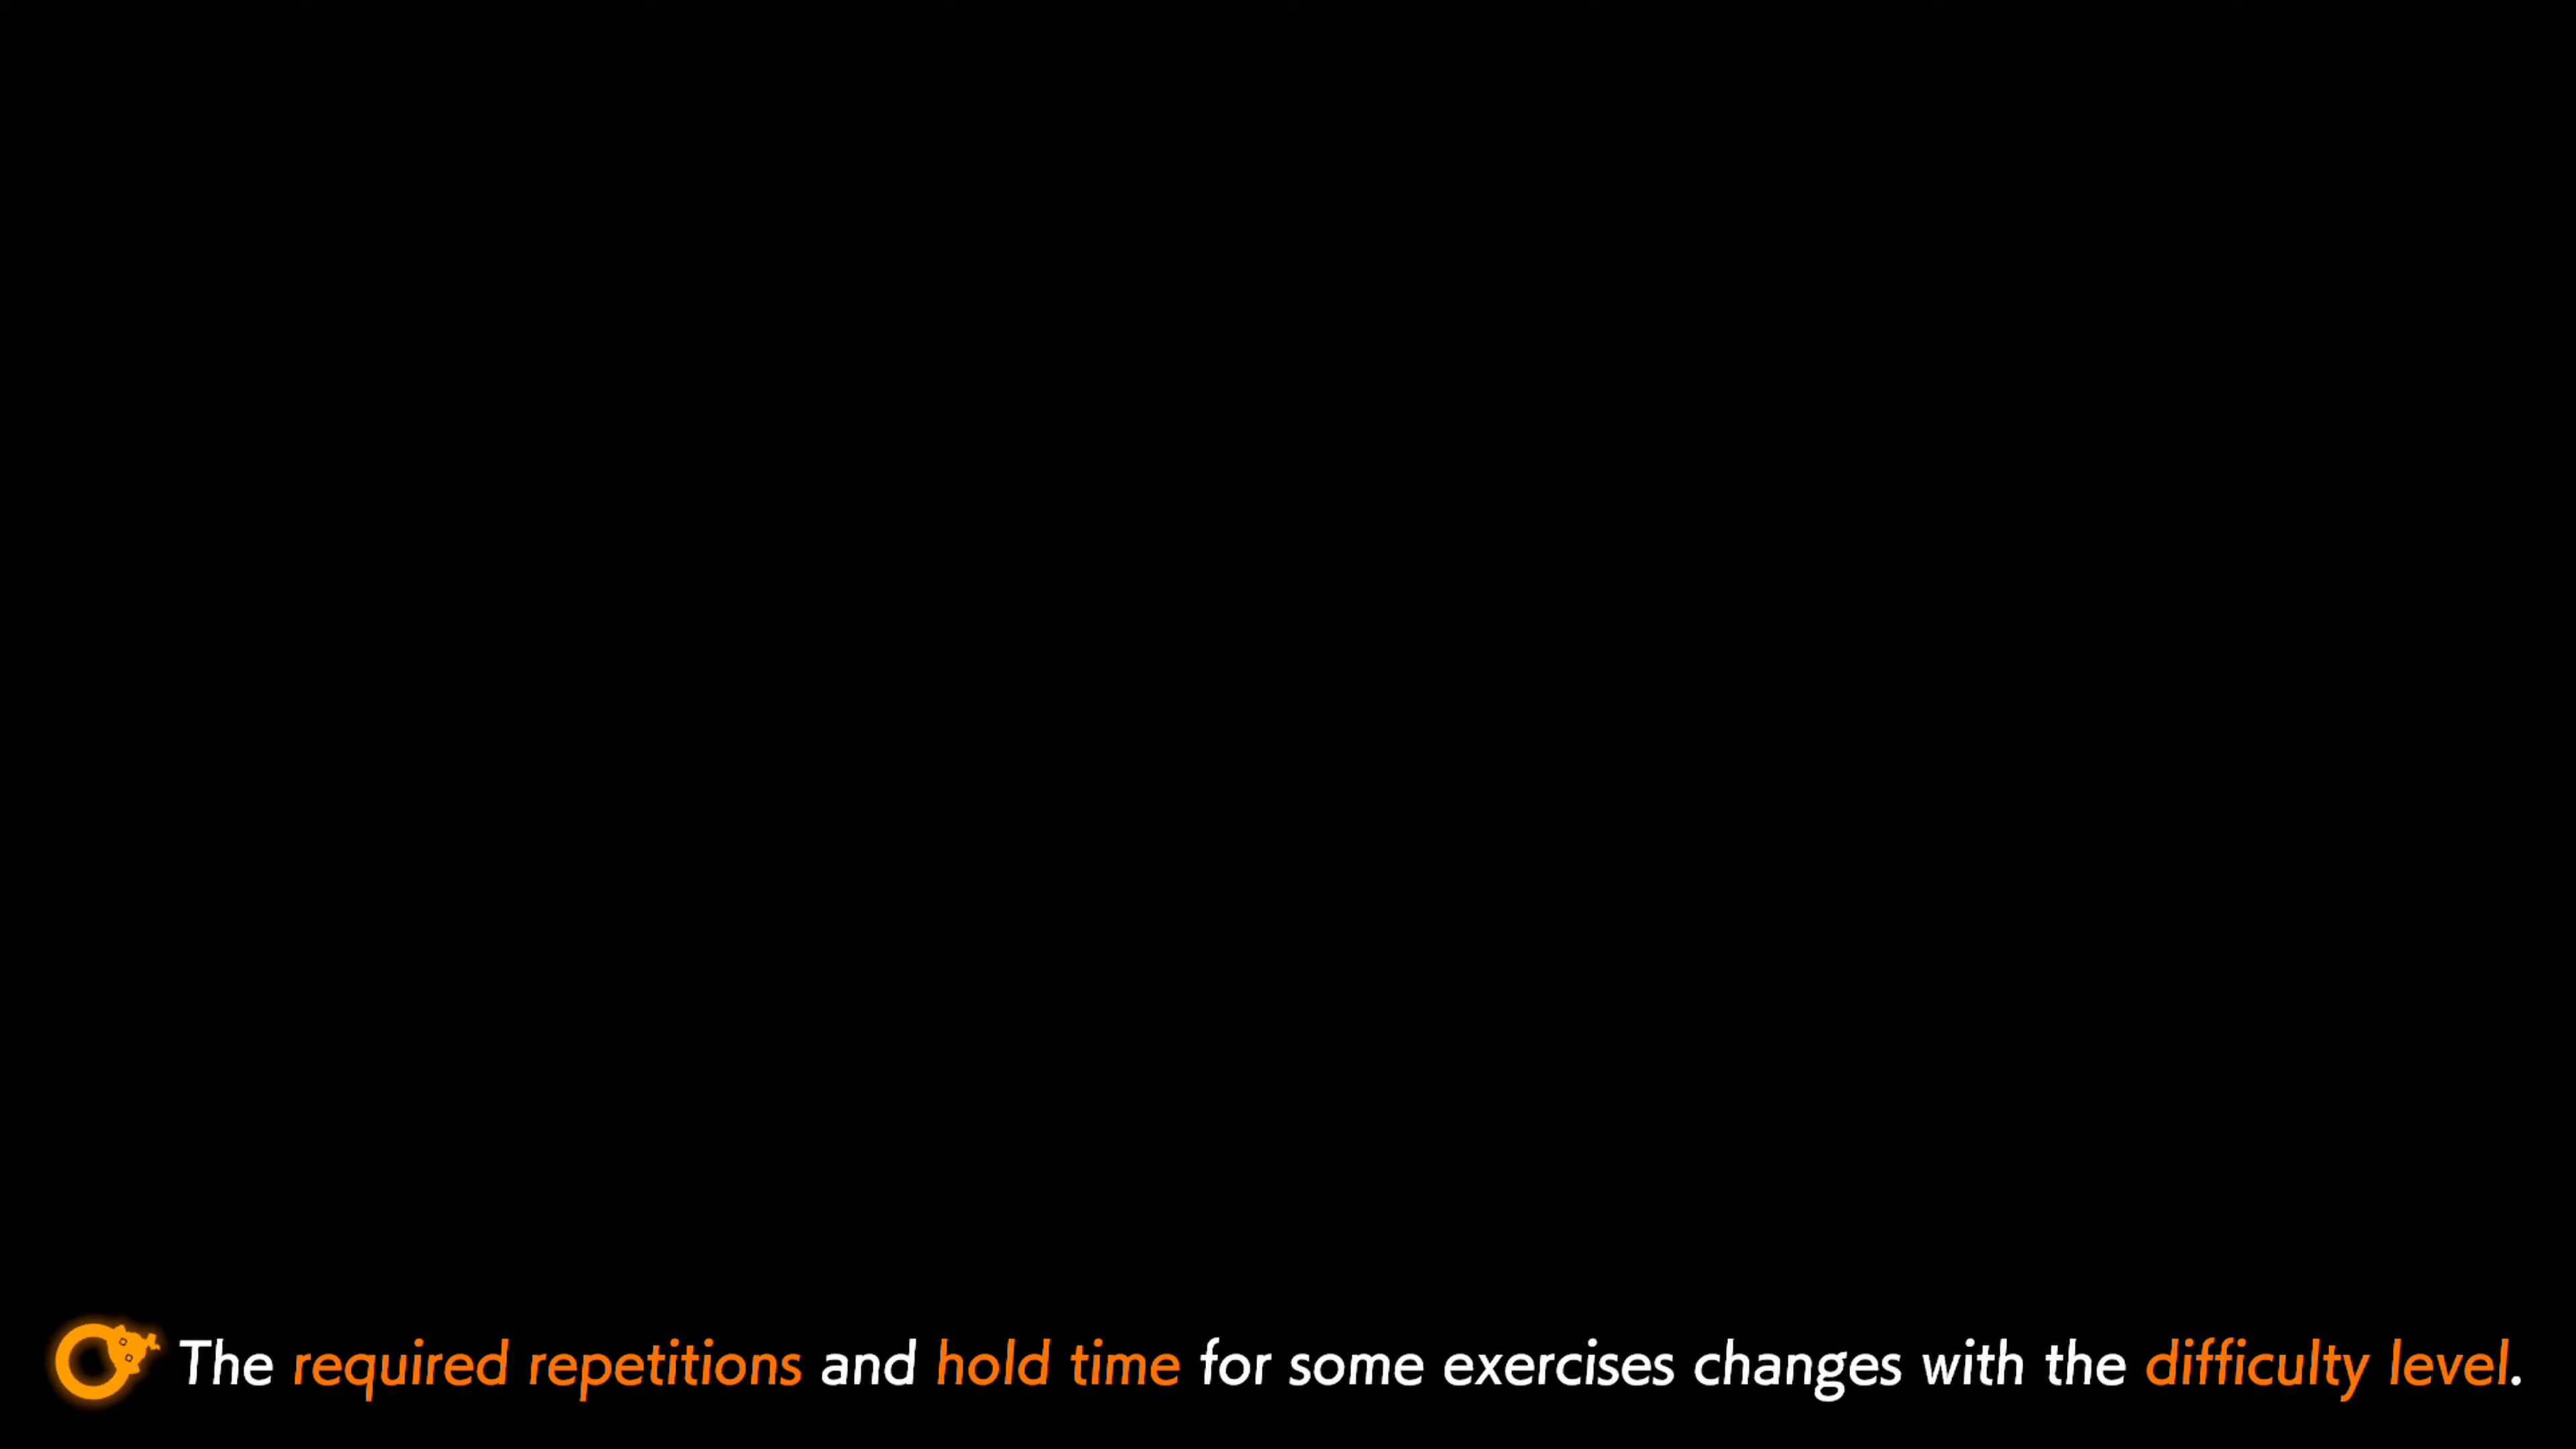 The required repetitions and hold time for some exercises changes with the difficulty level.